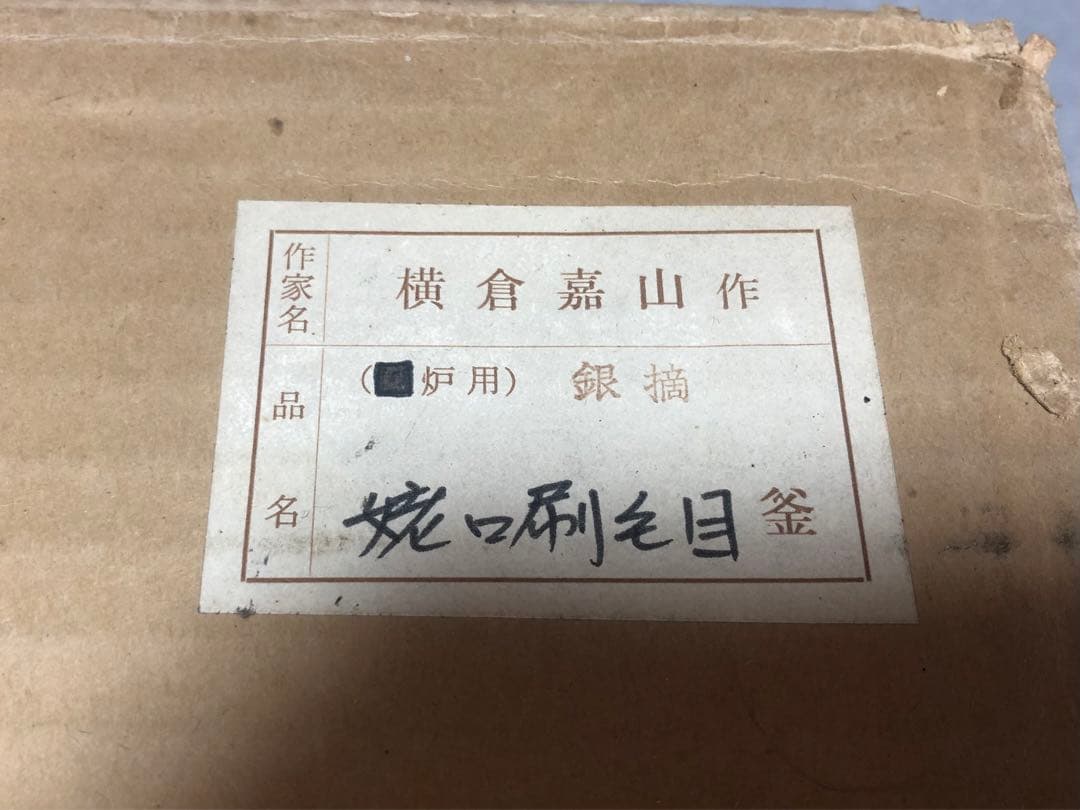 作家名 横倉嘉山作
品名 (炉用) 銀摘
姥口刷毛目釜